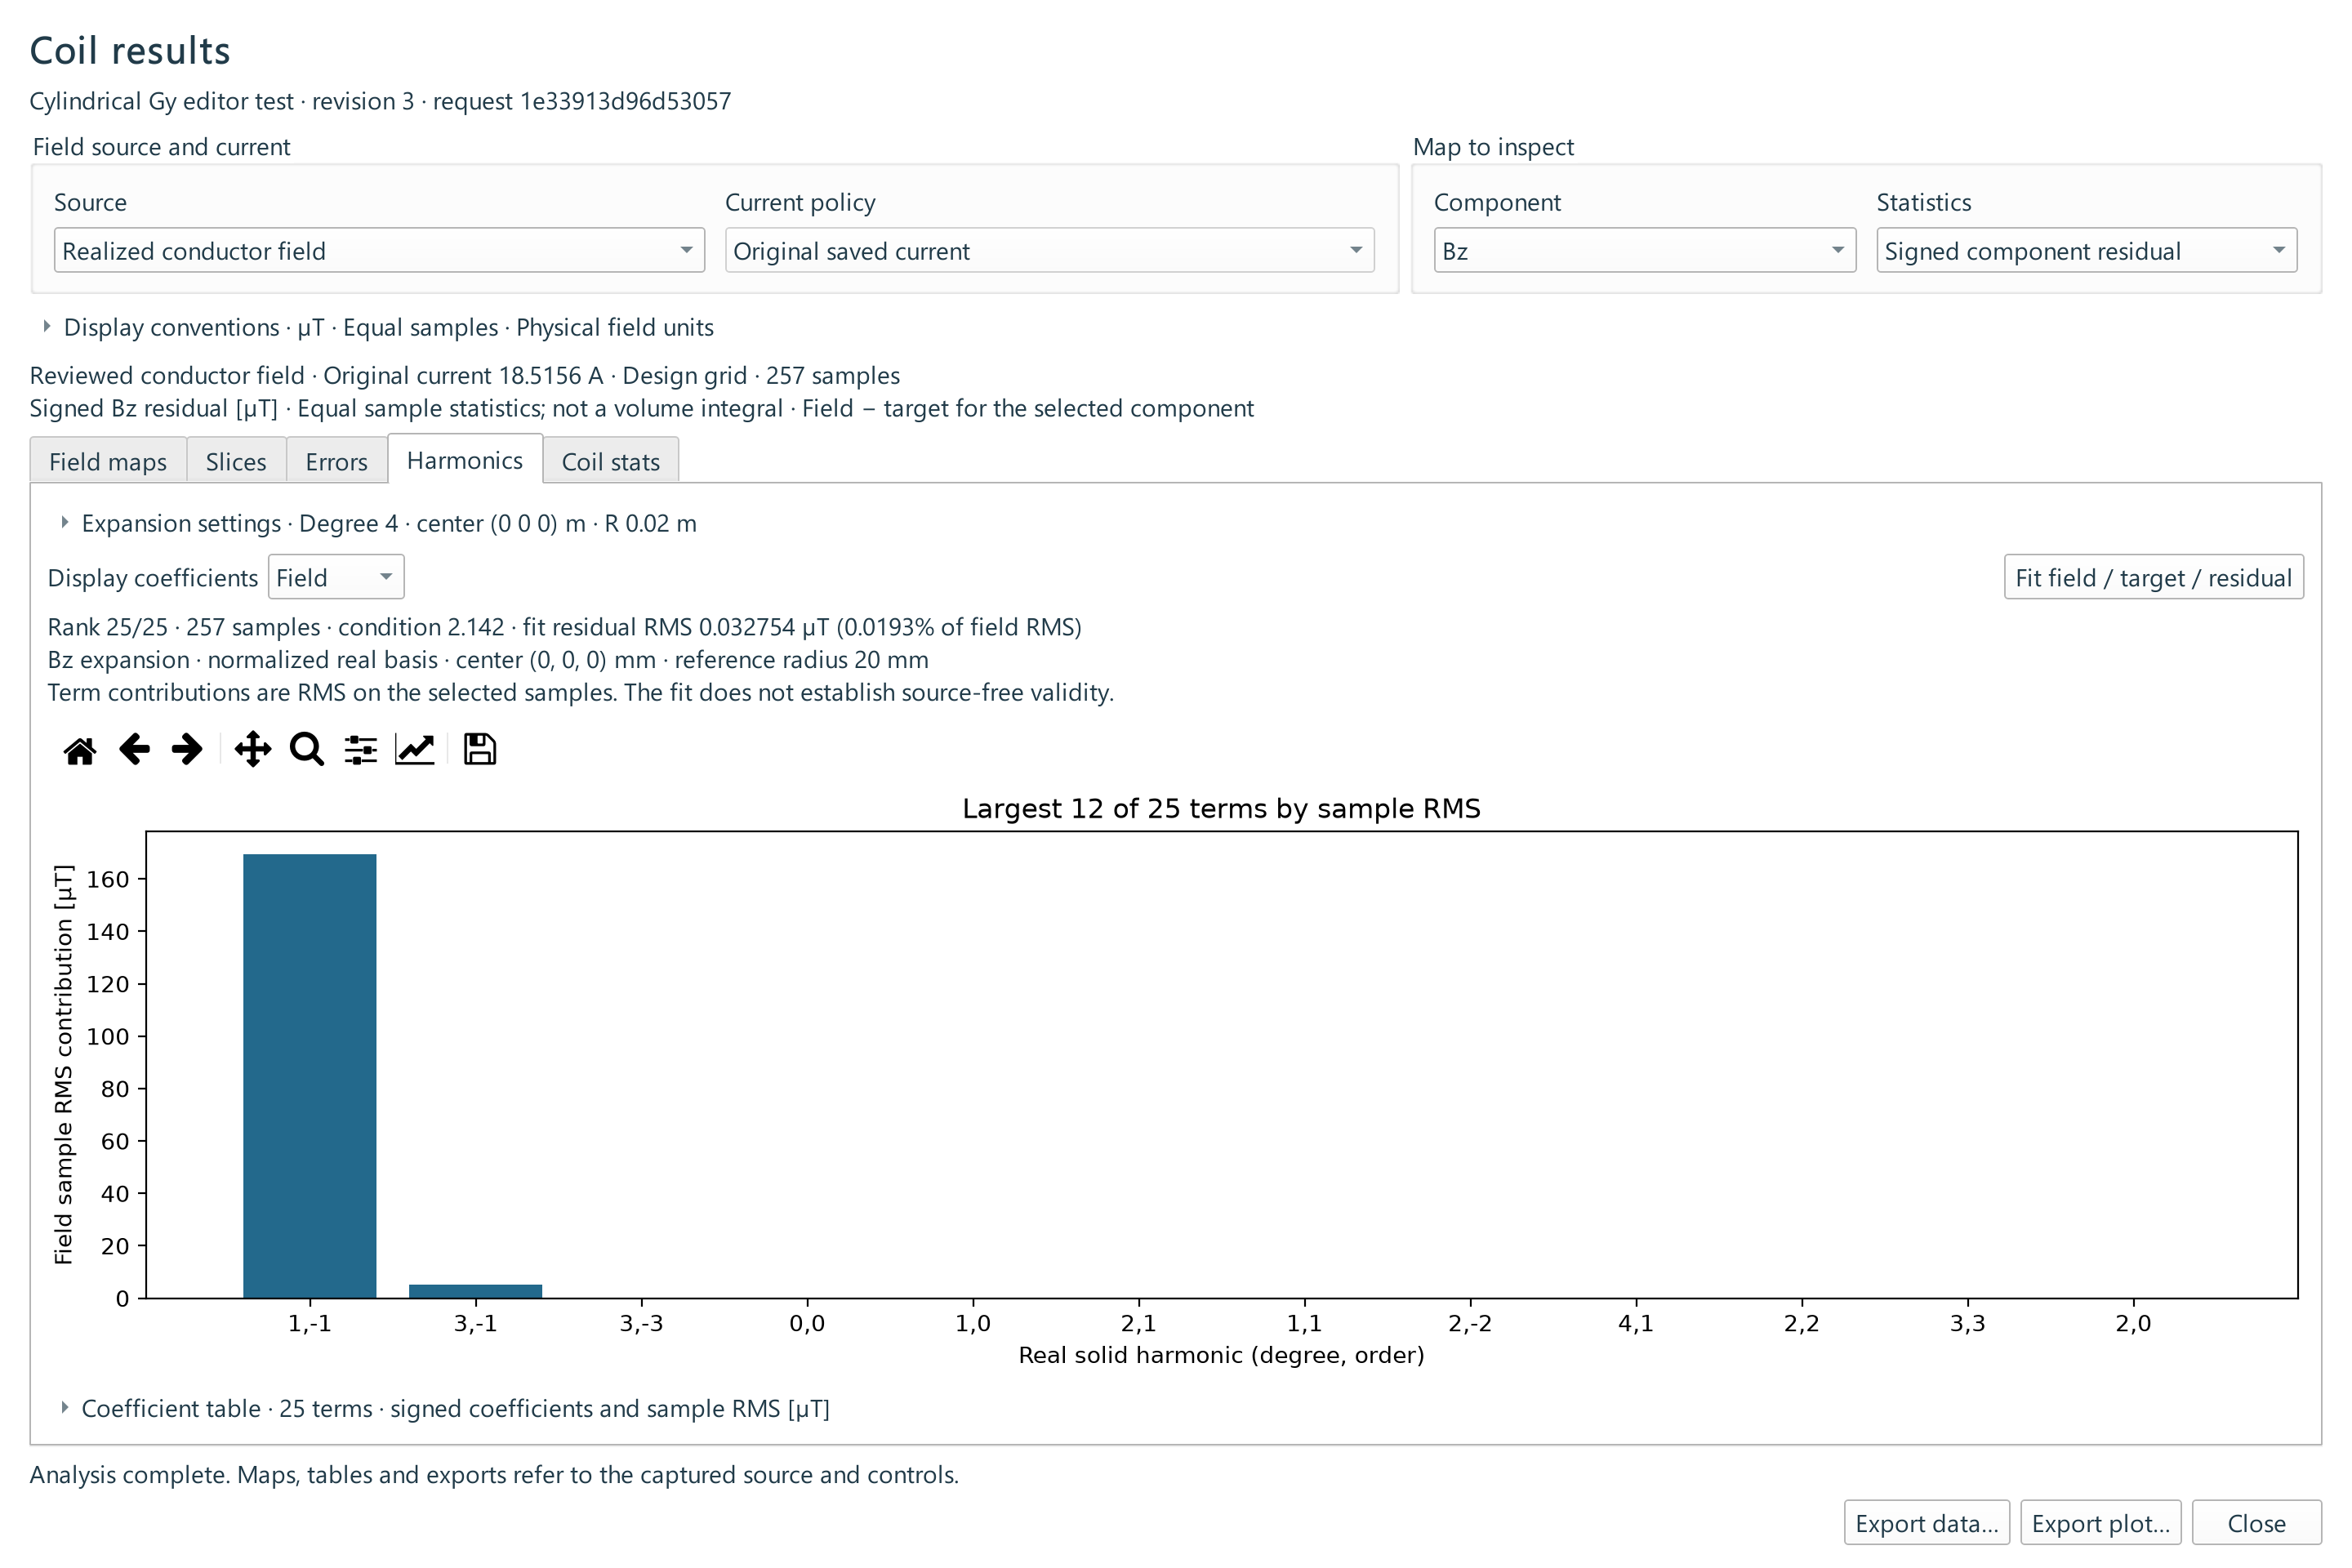 Coil results
Cylindrical Gy editor test · revision 3 · request 1e33913d96d53057
Field source and current
Map to inspect
Source
Current policy
Component
Statistics
Realized conductor field
Original saved current
Bz
Signed component residual
Display conventions · µT · Equal samples · Physical field units
Reviewed conductor field · Original current 18.5156 A · Design grid · 257 samples
Signed Bz residual [µT] · Equal sample statistics; not a volume integral · Field − target for the selected component
Field maps
Slices
Errors
Harmonics
Coil stats
Expansion settings · Degree 4 · center (0 0 0) m · R 0.02 m
Display coefficients
Field
Fit field / target / residual
Rank 25/25 · 257 samples · condition 2.142 · fit residual RMS 0.032754 µT (0.0193% of field RMS)
Bz expansion · normalized real basis · center (0, 0, 0) mm · reference radius 20 mm
Term contributions are RMS on the selected samples. The fit does not establish source-free validity.
Largest 12 of 25 terms by sample RMS
Field sample RMS contribution [µT]
160
140
120
100
80
60
40
20
0
1,-1
3,-1
3,-3
0,0
1,0
2,1
1,1
2,-2
4,1
2,2
3,3
2,0
Real solid harmonic (degree, order)
Coefficient table · 25 terms · signed coefficients and sample RMS [µT]
Analysis complete. Maps, tables and exports refer to the captured source and controls.
Export data...
Export plot...
Close